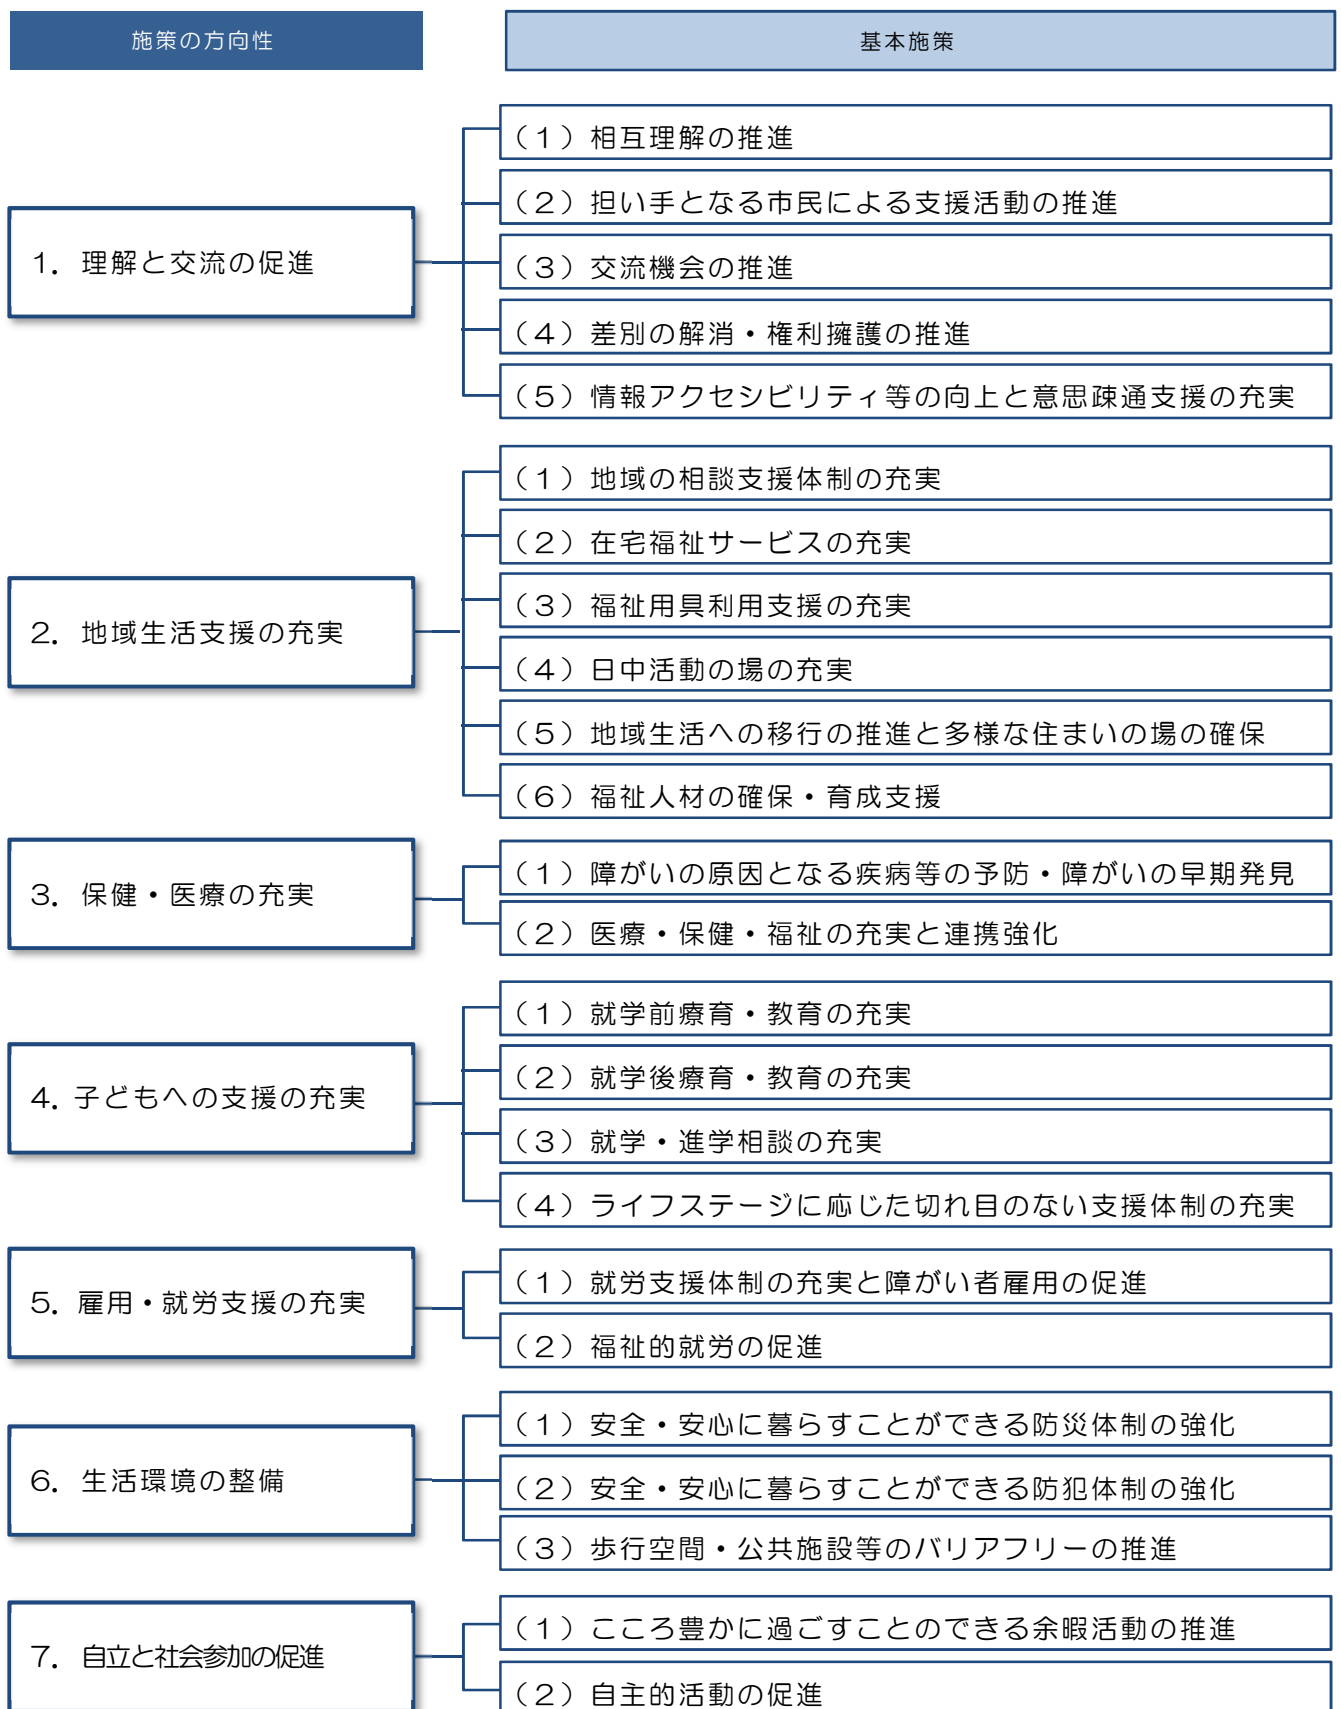 施策の方向性
基本施策
1．理解と交流の促進
（１）相互理解の推進
（２）担い手となる市民による支援活動の推進
（３）交流機会の推進
（４）差別の解消・権利擁護の推進
（５）情報アクセシビリティ等の向上と意思疎通支援の充実
2．地域生活支援の充実
（１）地域の相談支援体制の充実
（２）在宅福祉サービスの充実
（３）福祉用具利用支援の充実
（４）日中活動の場の充実
（５）地域生活への移行の推進と多様な住まいの場の確保
（６）福祉人材の確保・育成支援
3．保健・医療の充実
（１）障がいの原因となる疾病等の予防・障がいの早期発見
（２）医療・保健・福祉の充実と連携強化
4．子どもへの支援の充実
（１）就学前療育・教育の充実
（２）就学後療育・教育の充実
（３）就学・進学相談の充実
（４）ライフステージに応じた切れ目のない支援体制の充実
5．雇用・就労支援の充実
（１）就労支援体制の充実と障がい者雇用の促進
（２）福祉的就労の促進
6．生活環境の整備
（１）安全・安心に暮らすことができる防災体制の強化
（２）安全・安心に暮らすことができる防犯体制の強化
（３）歩行空間・公共施設等のバリアフリーの推進
7．自立と社会参加の促進
（１）こころ豊かに過ごすことのできる余暇活動の推進
（２）自主的活動の促進